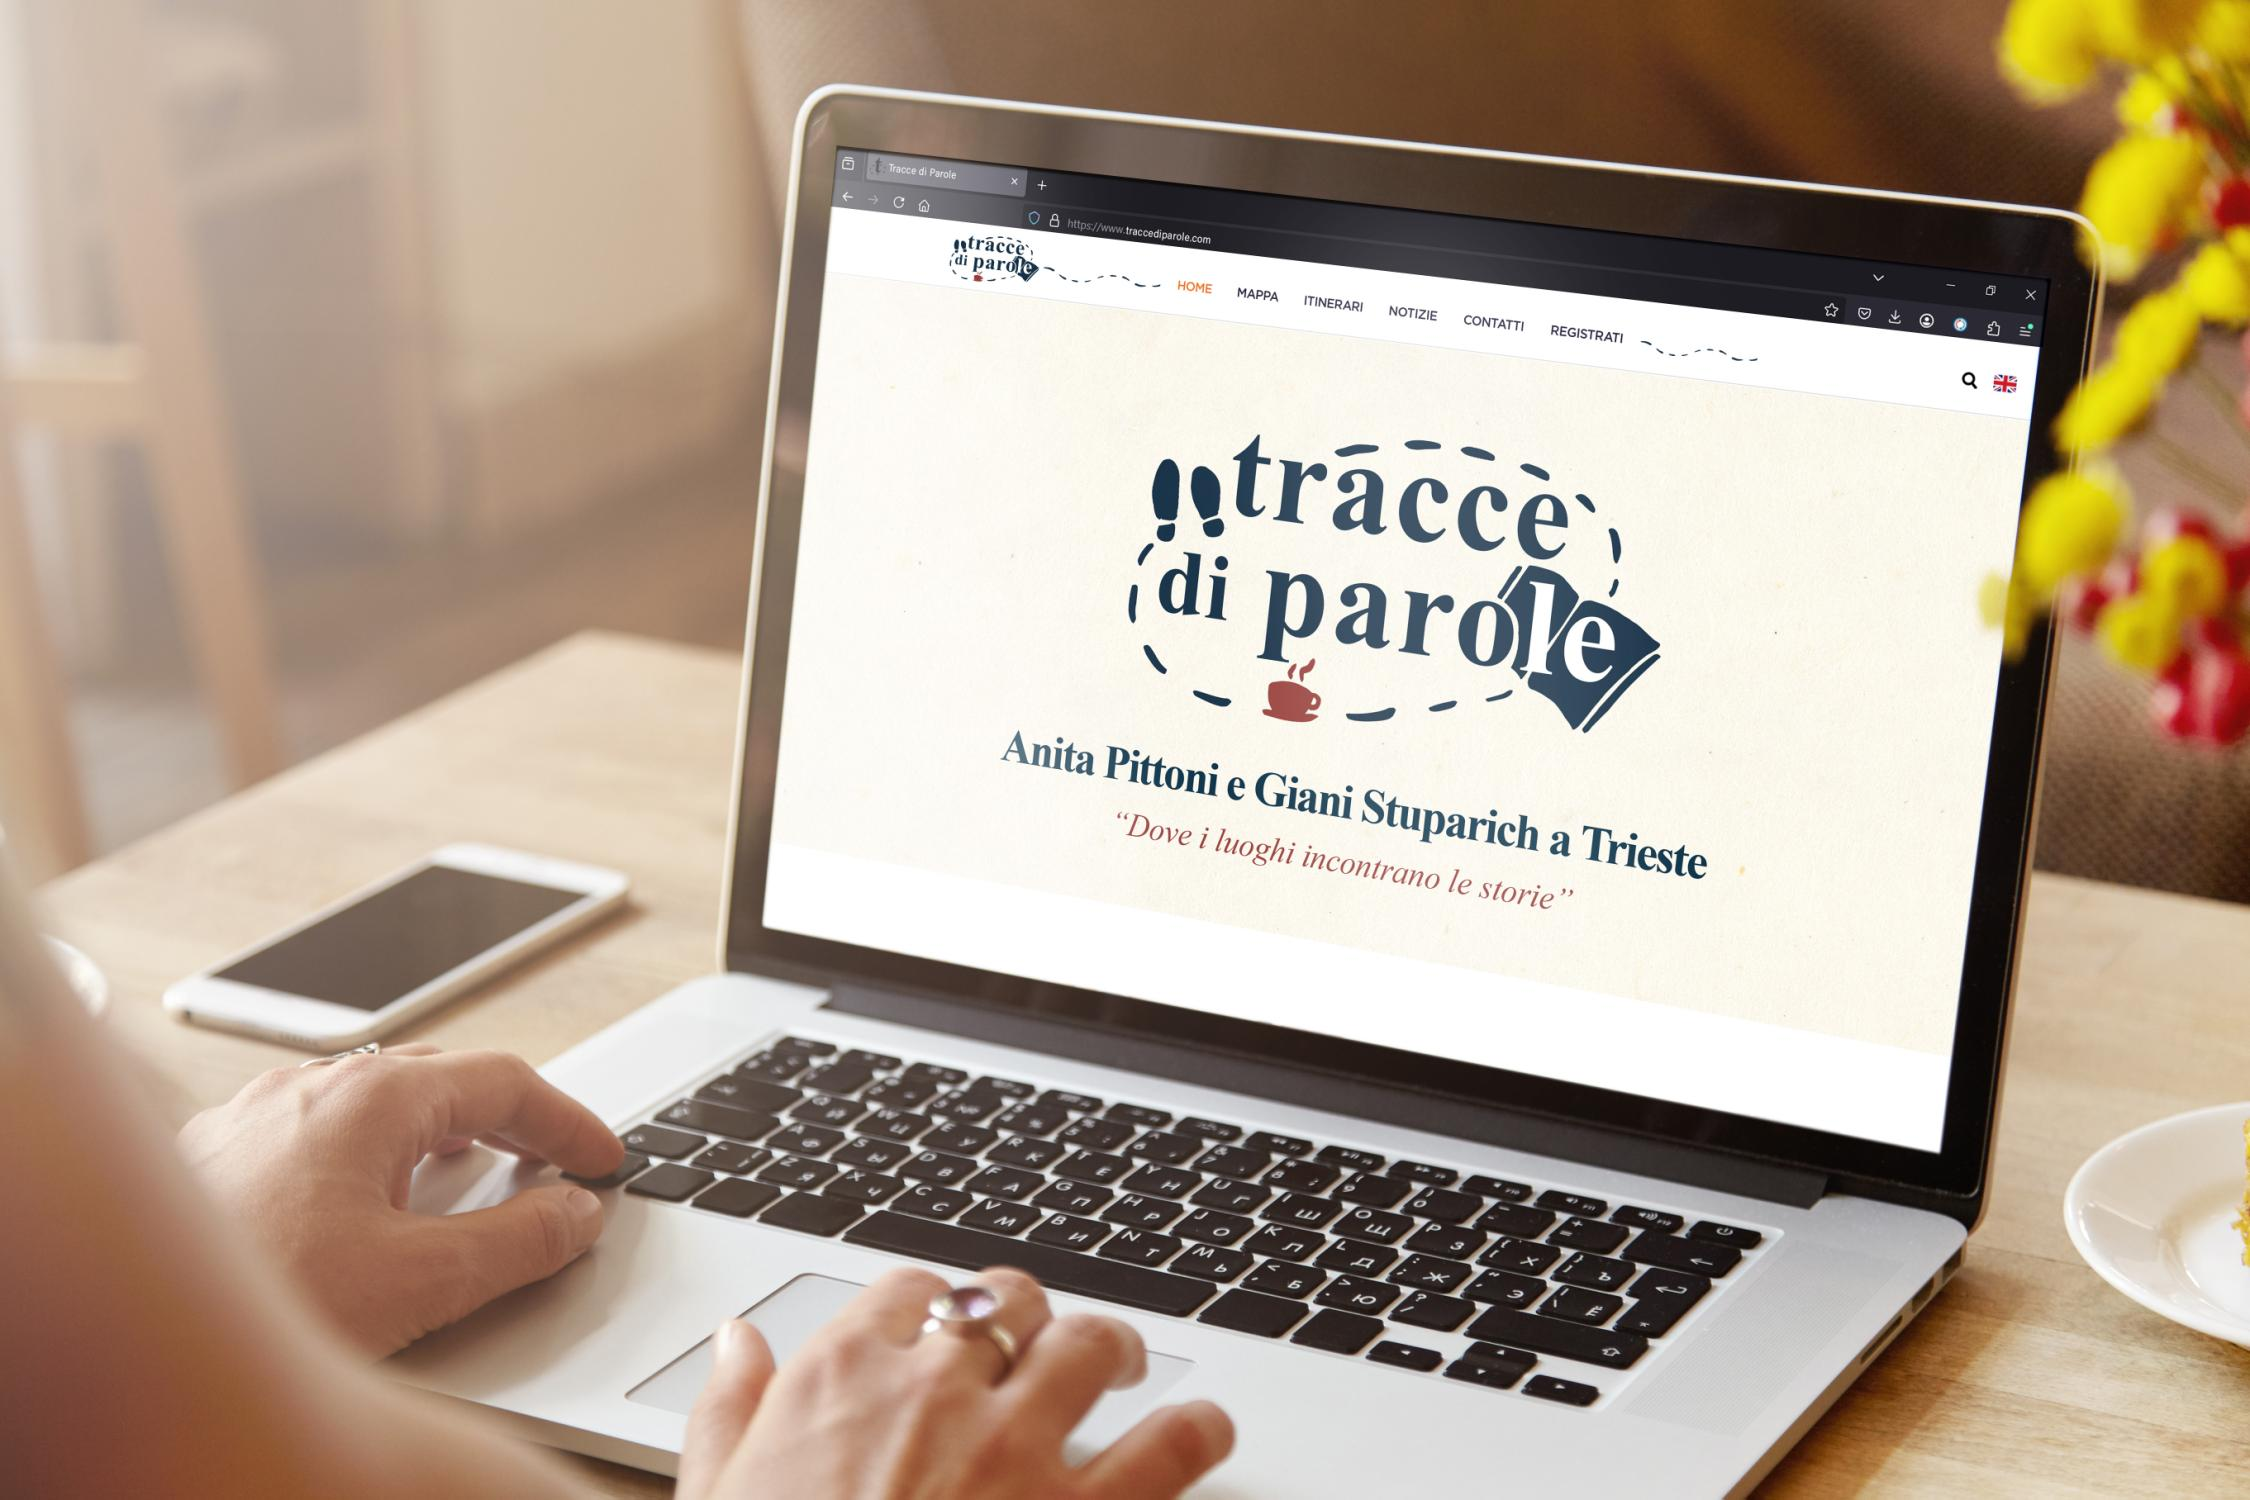 Tracce di Parole
https://www.traccediparole.com
tracce
di parole
HOME MAPPA ITINERARI NOTIZIE CONTATTI REGISTRATI
tracce
di parole
Anita Pittoni e Giani Stuparich a Trieste
“Dove i luoghi incontrano le storie”